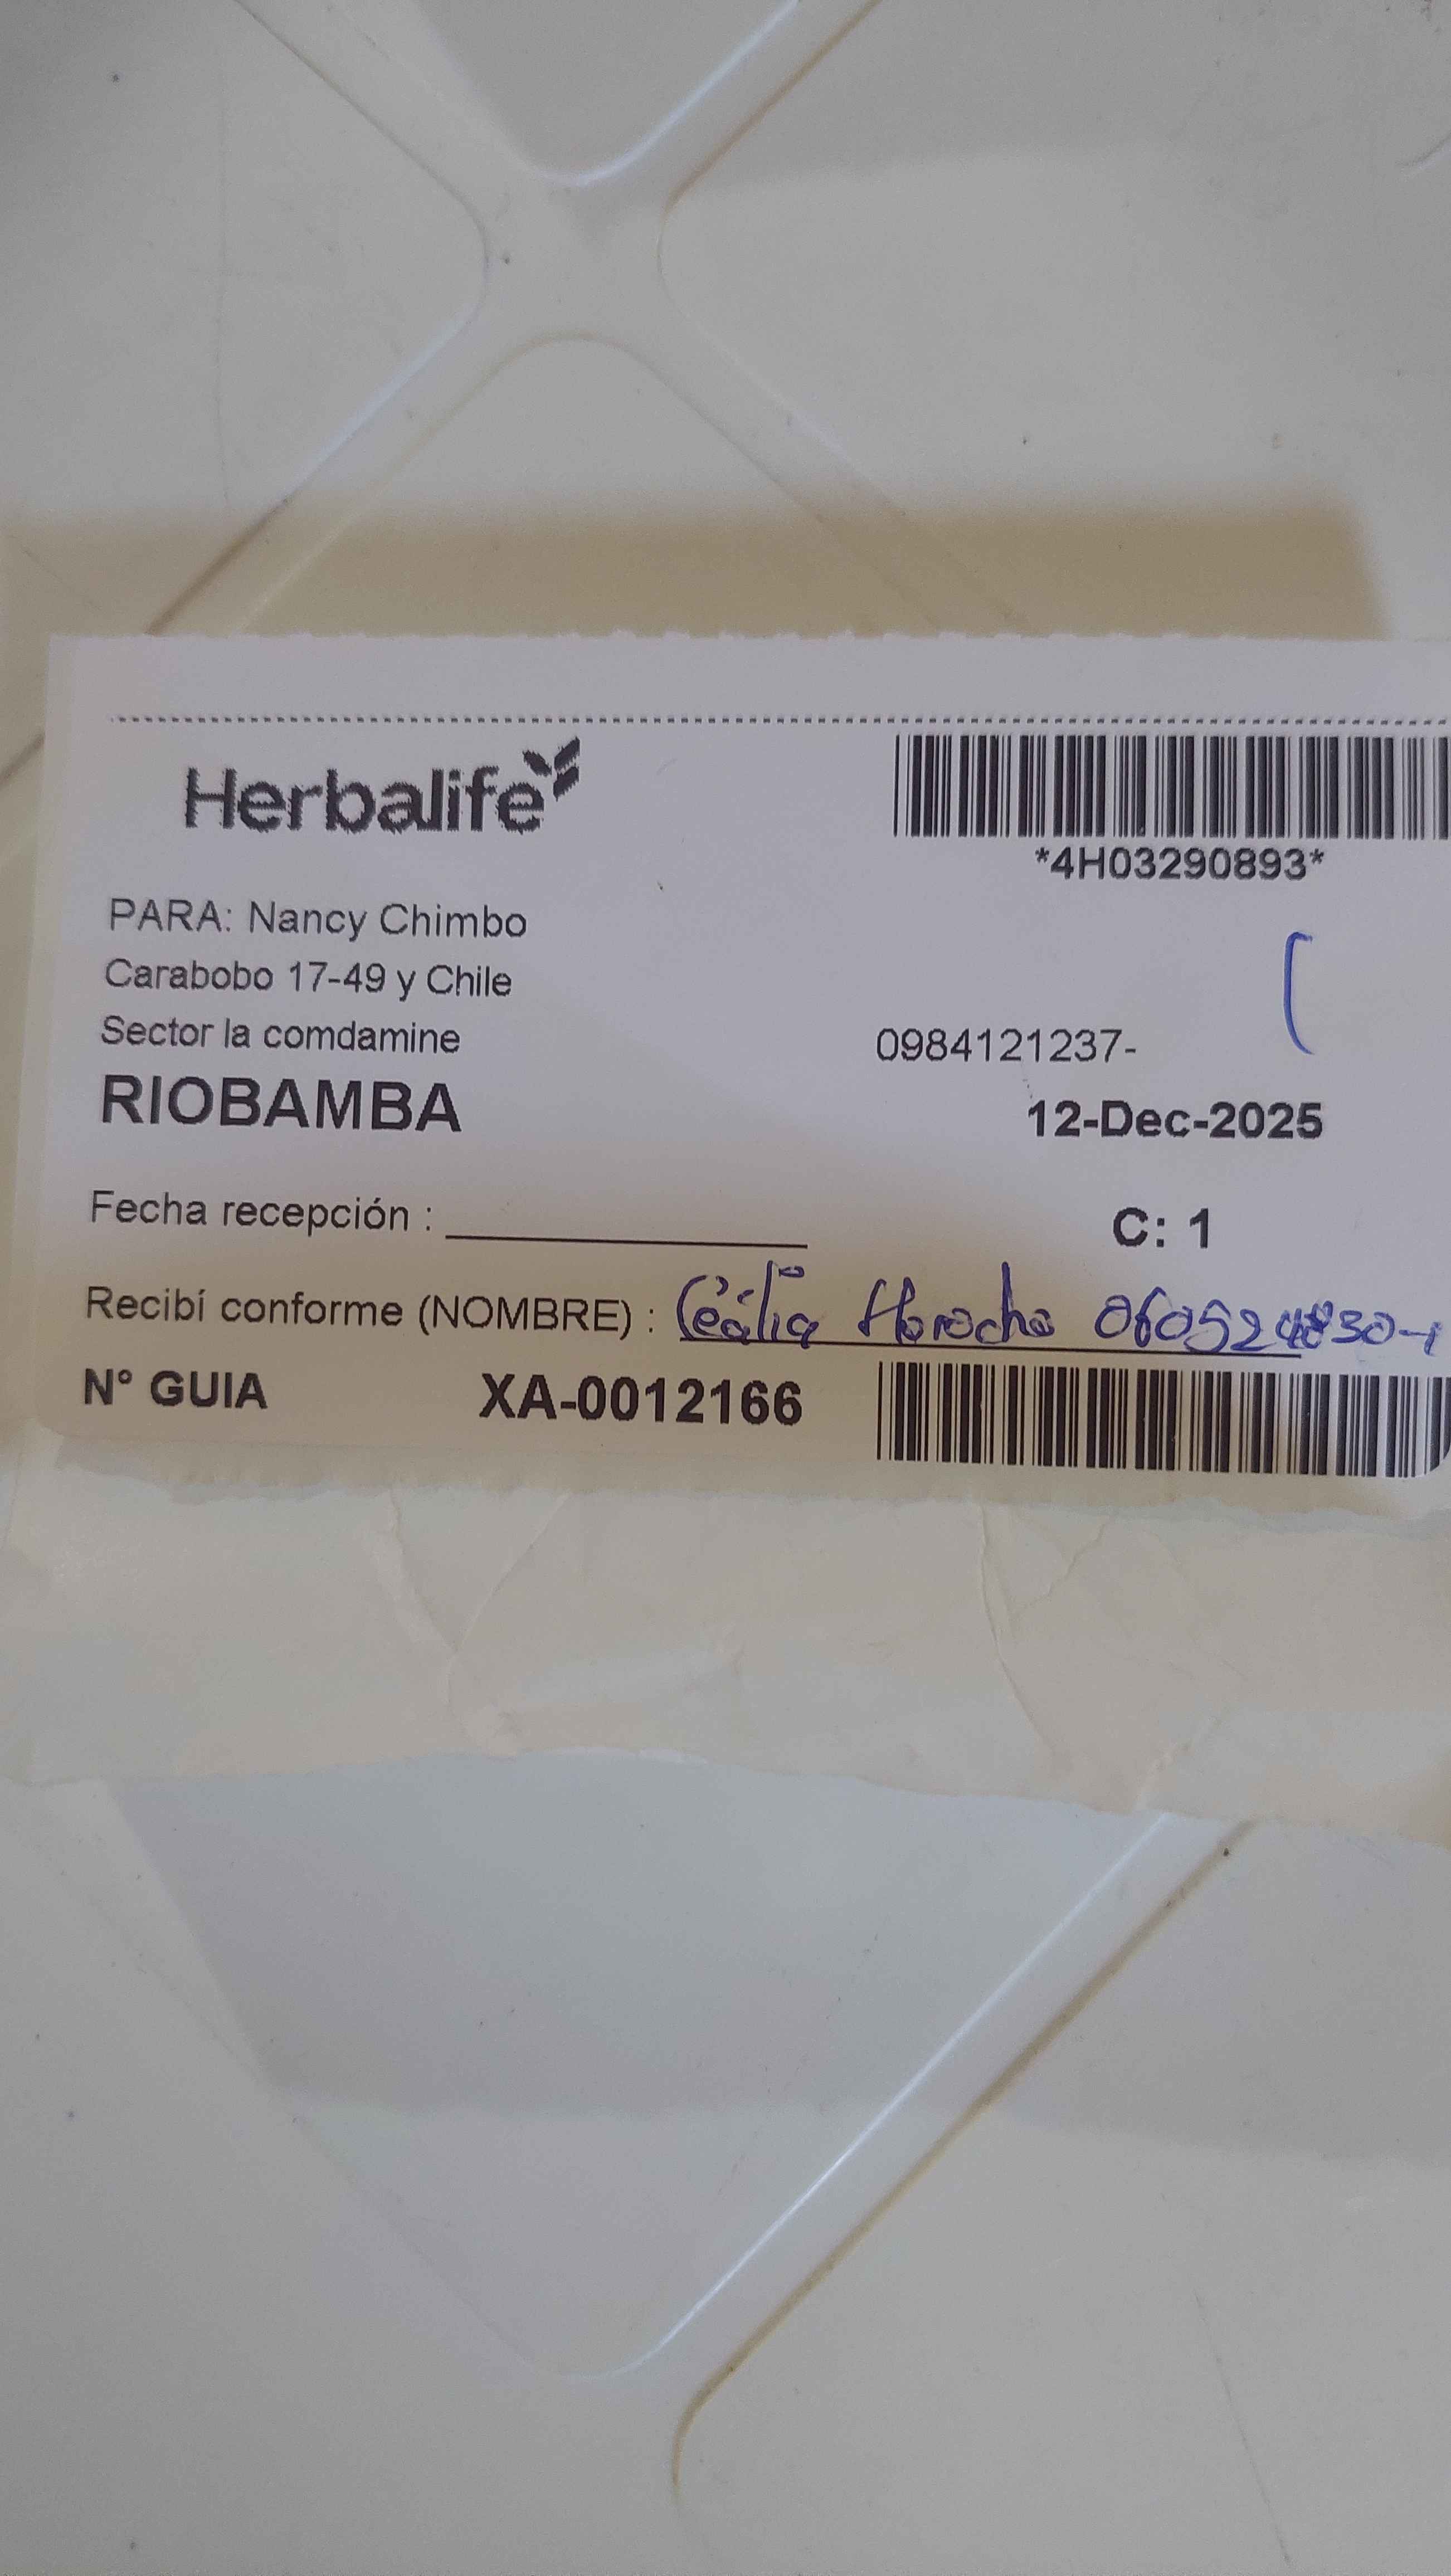 Herbalife
*4H03290893*
PARA: Nancy Chimbo
Carabobo 17-49 y Chile
Sector la comdamine
0984121237-
RIOBAMBA
12-Dec-2025
Fecha recepción :
C: 1
Recibí conforme (NOMBRE) :
N° GUIA XA-0012166